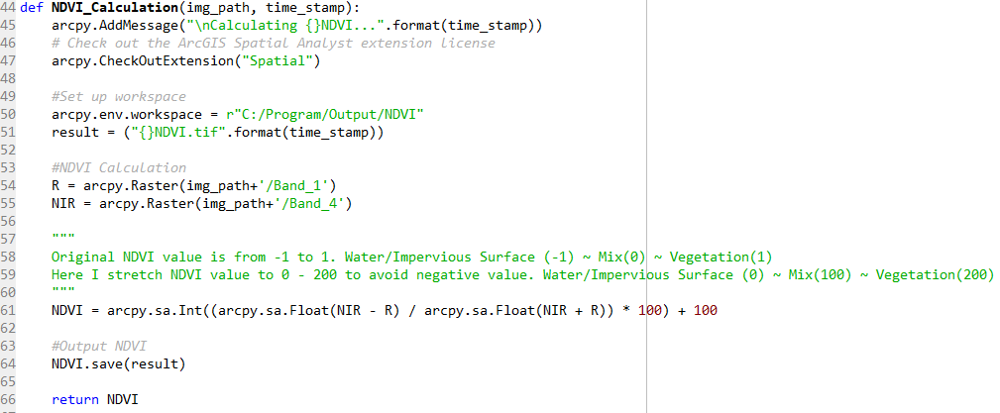 44 def NDVI_Calculation(img_path, time_stamp):
45     arcpy.AddMessage("\nCalculating {}NDVI...".format(time_stamp))
46     # Check out the ArcGIS Spatial Analyst extension license
47     arcpy.CheckOutExtension("Spatial")
48
49     #Set up workspace
50     arcpy.env.workspace = r"C:/Program/Output/NDVI"
51     result = ("{}NDVI.tif".format(time_stamp))
52
53     #NDVI Calculation
54     R = arcpy.Raster(img_path+'/Band_1')
55     NIR = arcpy.Raster(img_path+'/Band_4')
56
57     """
58     Original NDVI value is from -1 to 1. Water/Impervious Surface (-1) ~ Mix(0) ~ Vegetation(1)
59     Here I stretch NDVI value to 0 - 200 to avoid negative value. Water/Impervious Surface (0) ~ Mix(100) ~ Vegetation(200)
60     """
61     NDVI = arcpy.sa.Int((arcpy.sa.Float(NIR - R) / arcpy.sa.Float(NIR + R)) * 100) + 100
62
63     #Output NDVI
64     NDVI.save(result)
65
66     return NDVI